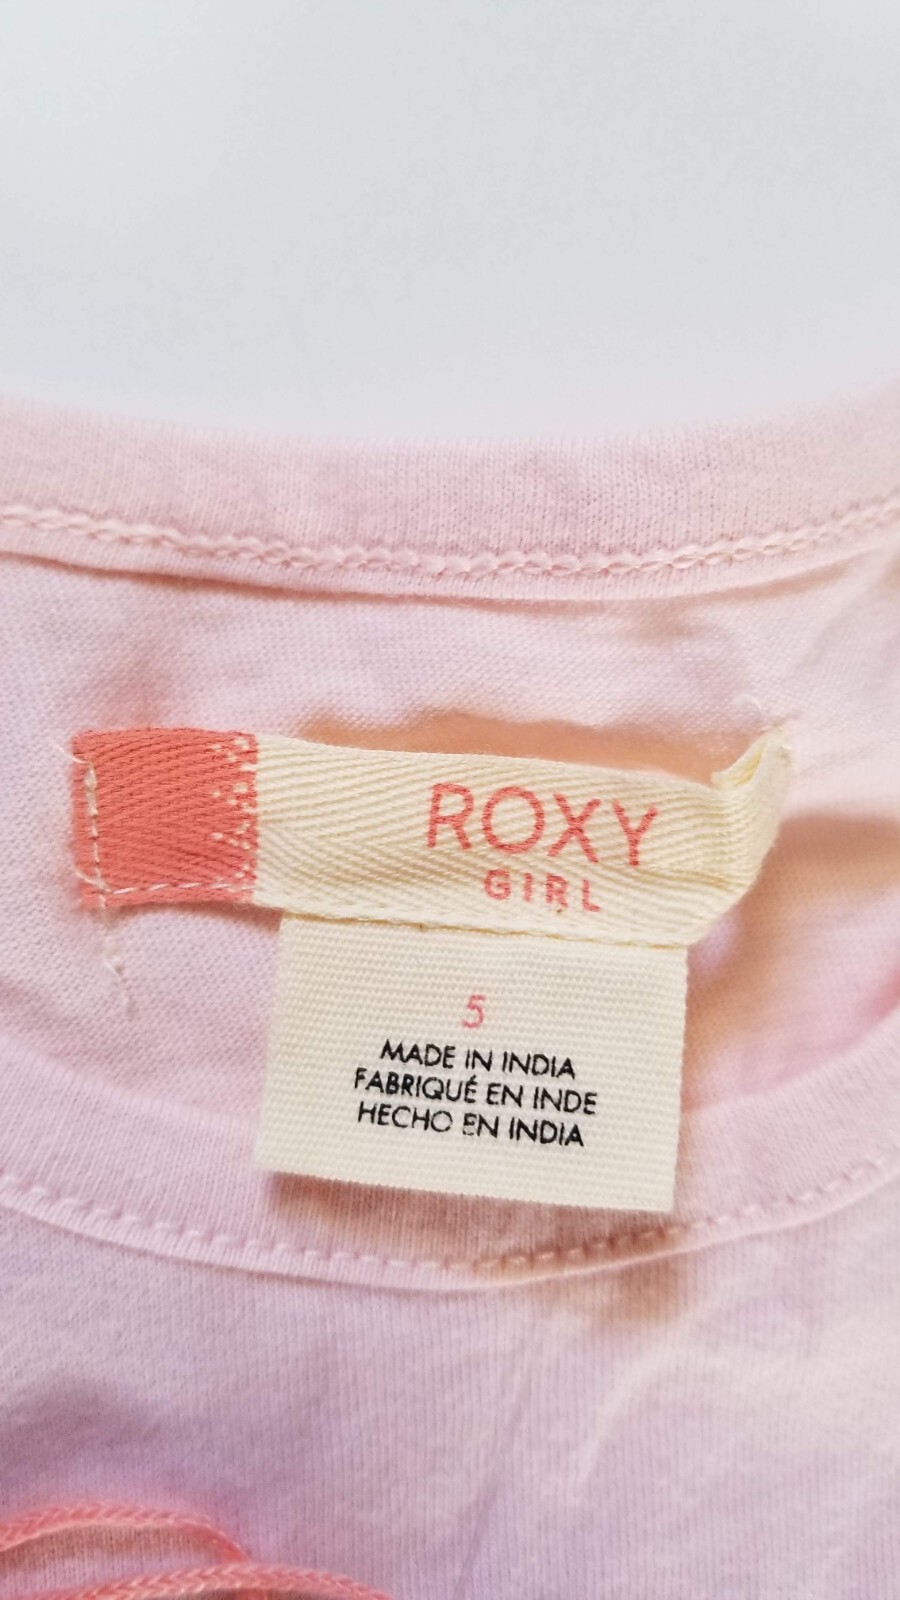 ROXY
GIRL
5
MADE IN INDIA
FABRIQUÉ EN INDE
HECHO EN INDIA